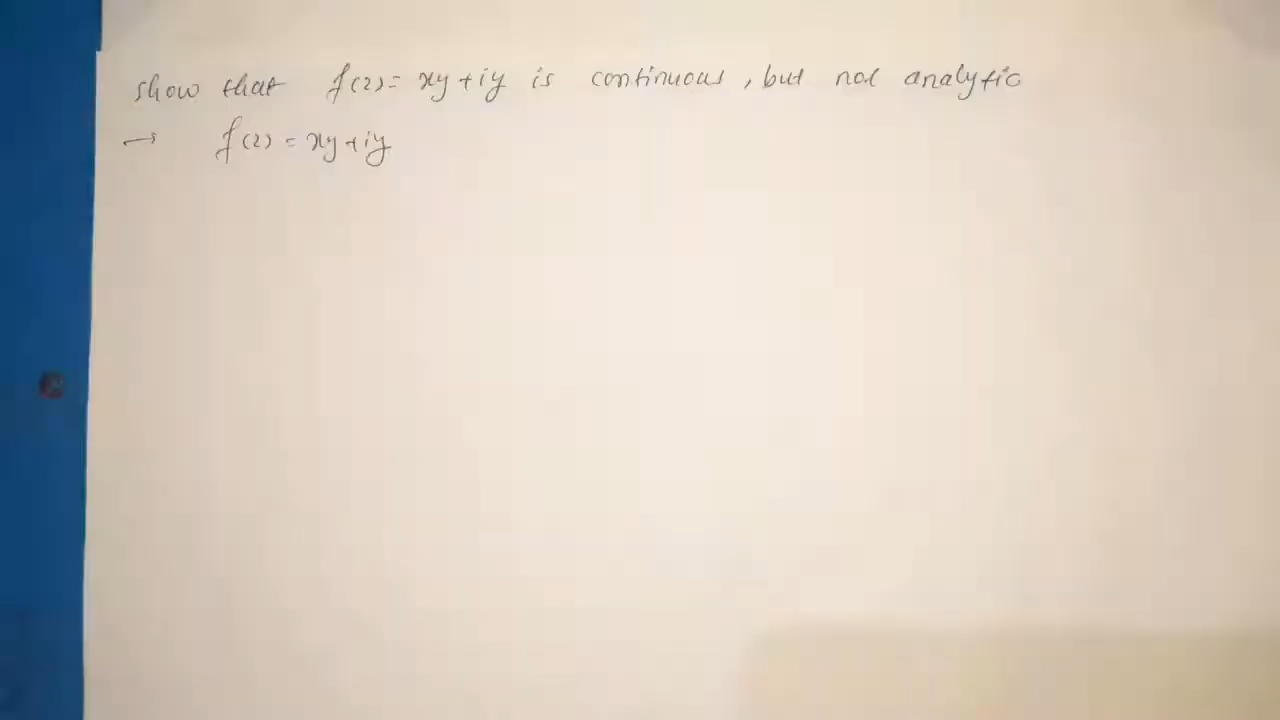 show that f(z)= xy+iy is continuous, but not analytic
→ f(z) = xy+iy